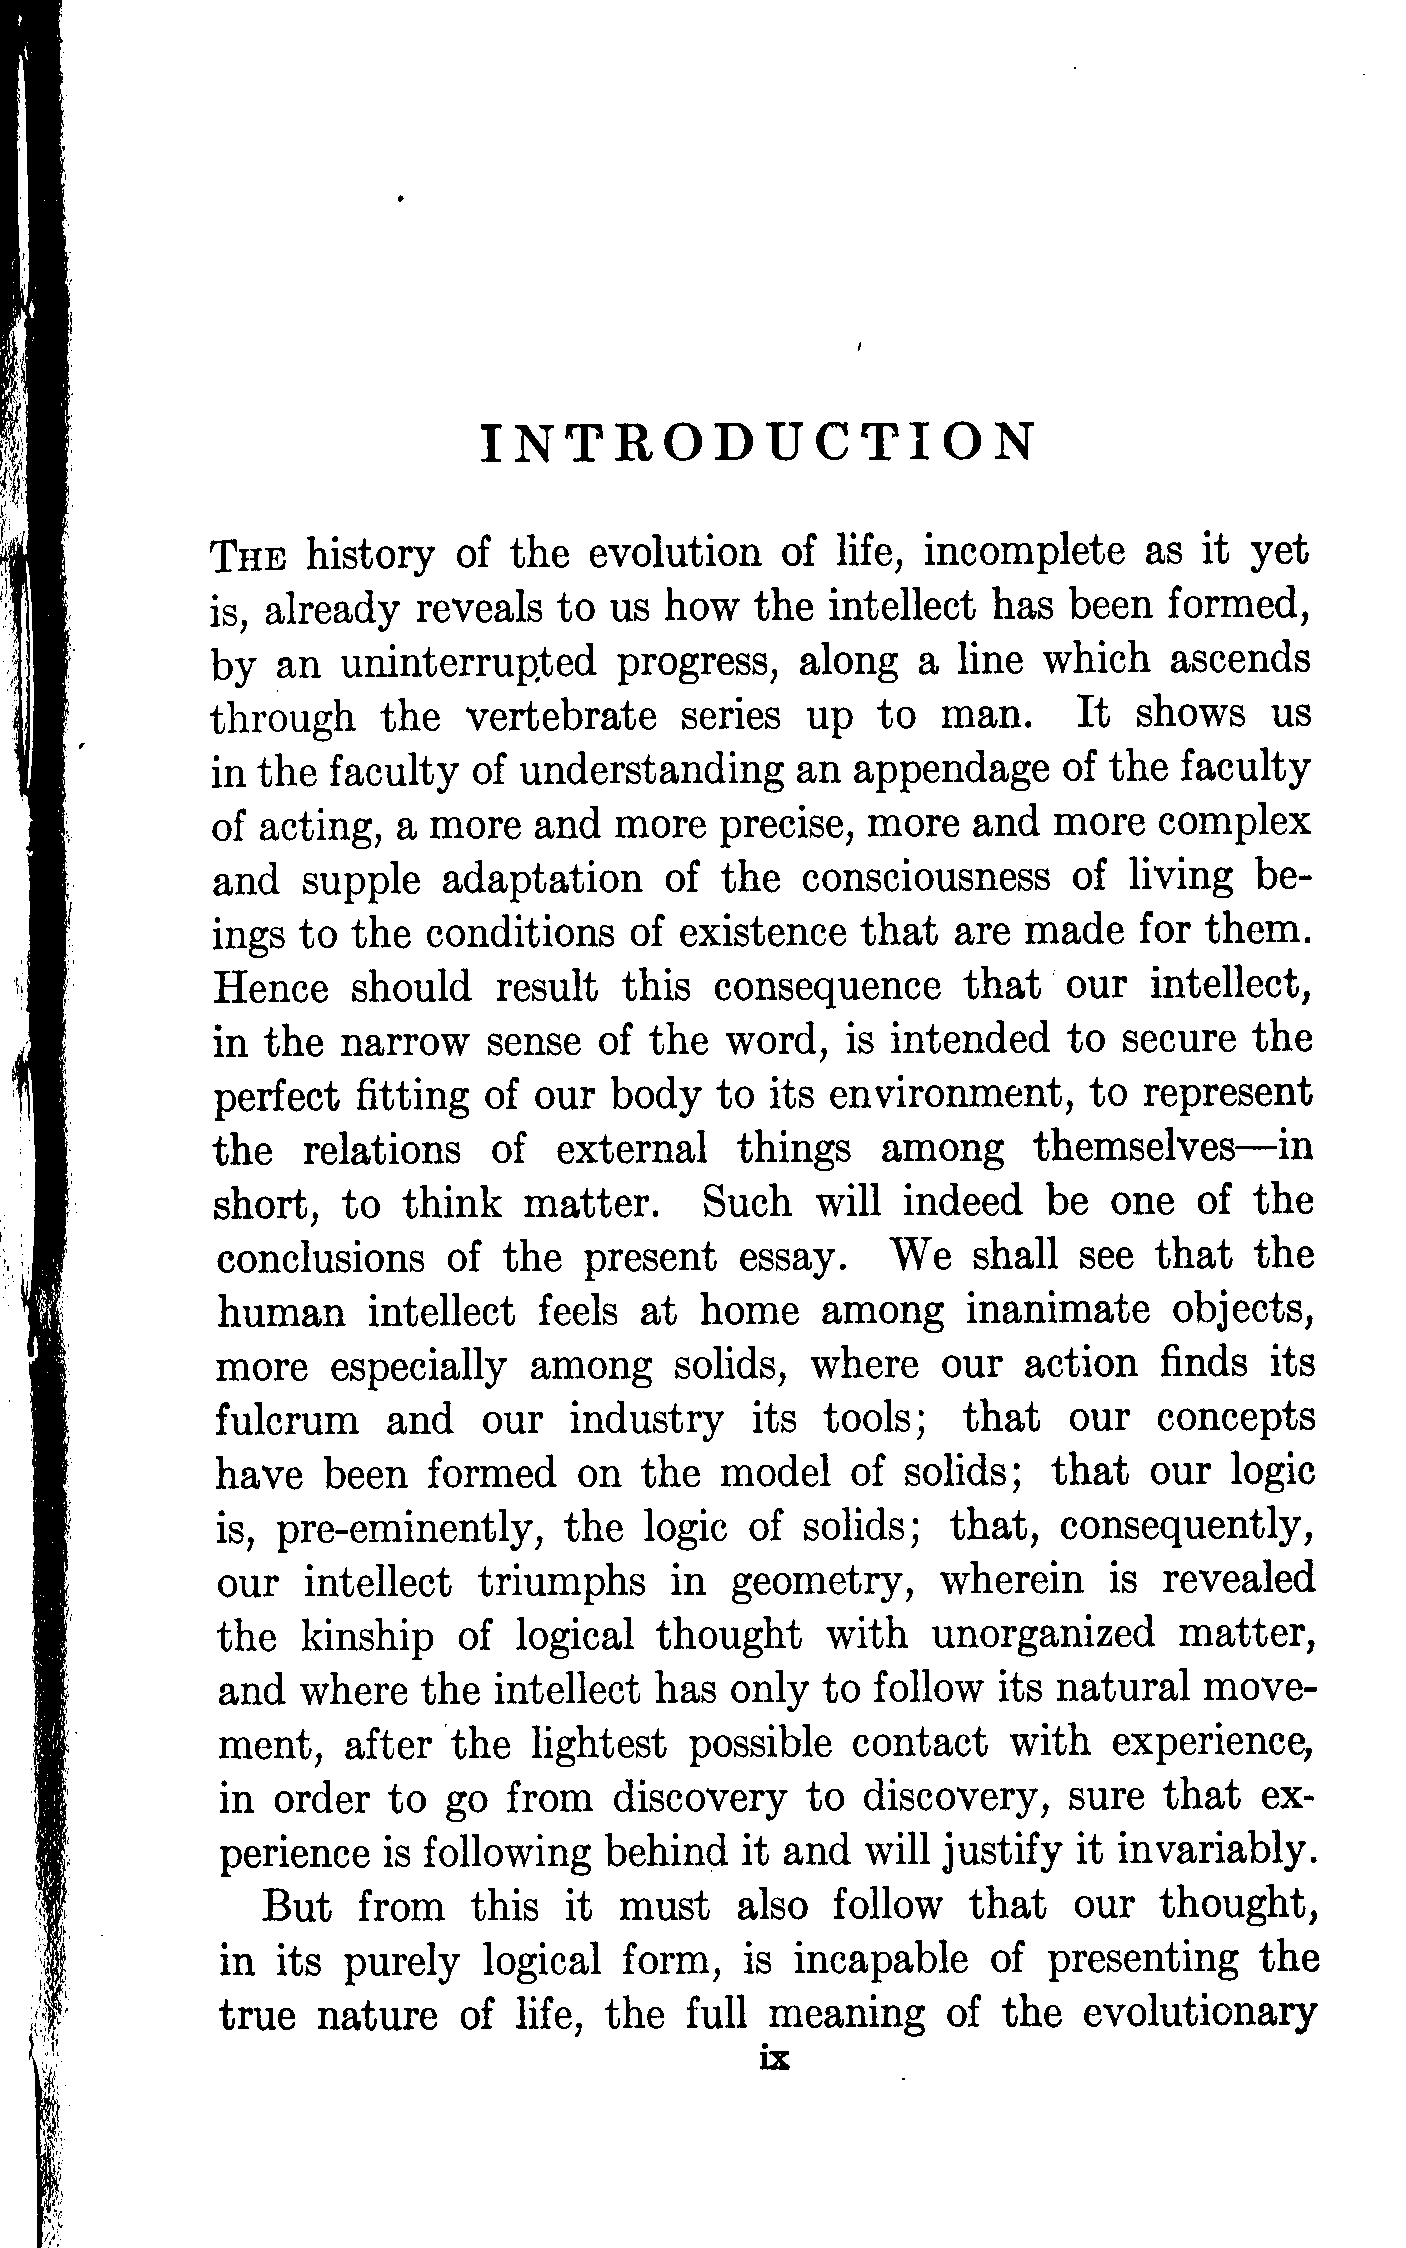 INTRODUCTION
THE history of the evolution of life, incomplete as it yet
is, already reveals to us how the intellect has been formed,
by an uninterrupted progress, along a line which ascends
through the vertebrate series up to man. It shows us
in the faculty of understanding an appendage of the faculty
of acting, a more and more precise, more and more complex
and supple adaptation of the consciousness of living be-
ings to the conditions of existence that are made for them.
Hence should result this consequence that our intellect,
in the narrow sense of the word, is intended to secure the
perfect fitting of our body to its environment, to represent
the relations of external things among themselves—in
short, to think matter. Such will indeed be one of the
conclusions of the present essay. We shall see that the
human intellect feels at home among inanimate objects,
more especially among solids, where our action finds its
fulcrum and our industry its tools; that our concepts
have been formed on the model of solids; that our logic
is, pre-eminently, the logic of solids; that, consequently,
our intellect triumphs in geometry, wherein is revealed
the kinship of logical thought with unorganized matter,
and where the intellect has only to follow its natural move-
ment, after the lightest possible contact with experience,
in order to go from discovery to discovery, sure that ex-
perience is following behind it and will justify it invariably.
But from this it must also follow that our thought,
in its purely logical form, is incapable of presenting the
true nature of life, the full meaning of the evolutionary
ix